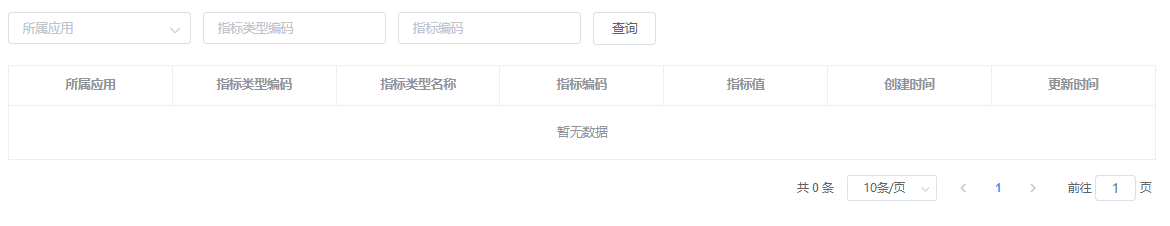 所属应用 指标类型编码 指标编码 查询
所属应用 指标类型编码 指标类型名称 指标编码 指标值 创建时间 更新时间
暂无数据
共 0 条 10条/页 1 前往 1 页